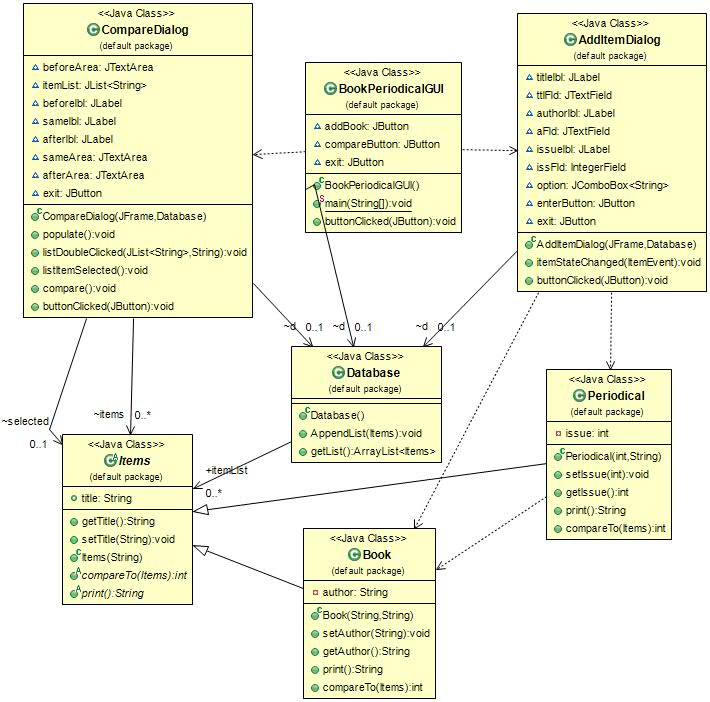 <<Java Class>>
CompareDialog
(default package)
beforeArea: JTextArea
itemList: JList<String>
beforelbl: JLabel
samelbl: JLabel
afterlbl: JLabel
sameArea: JTextArea
afterArea: JTextArea
exit: JButton
CompareDialog(JFrame,Database)
populate():void
listDoubleClicked(JList<String>,String):void
listItemSelected():void
compare():void
buttonClicked(JButton):void
<<Java Class>>
BookPeriodicalGUI
(default package)
addBook: JButton
compareButton: JButton
exit: JButton
BookPeriodicalGUI()
main(String[]):void
buttonClicked(JButton):void
<<Java Class>>
AddItemDialog
(default package)
titlelbl: JLabel
ttlFld: JTextField
authorlbl: JLabel
aFld: JTextField
issuelbl: JLabel
issFld: IntegerField
option: JComboBox<String>
enterButton: JButton
exit: JButton
AddItemDialog(JFrame,Database)
itemStateChanged(ItemEvent):void
buttonClicked(JButton):void
~d 0..1
~d 0..1
~d 0..1
<<Java Class>>
Database
(default package)
Database()
AppendList(Items):void
getList():ArrayList<Items>
~selected
0..1
~items 0..*
+itemList
0..*
<<Java Class>>
Items
(default package)
title: String
getTitle():String
setTitle(String):void
Items(String)
compareTo(Items):int
print():String
<<Java Class>>
Periodical
(default package)
issue: int
Periodical(int,String)
setIssue(int):void
getIssue():int
print():String
compareTo(Items):int
<<Java Class>>
Book
(default package)
author: String
Book(String,String)
setAuthor(String):void
getAuthor():String
print():String
compareTo(Items):int